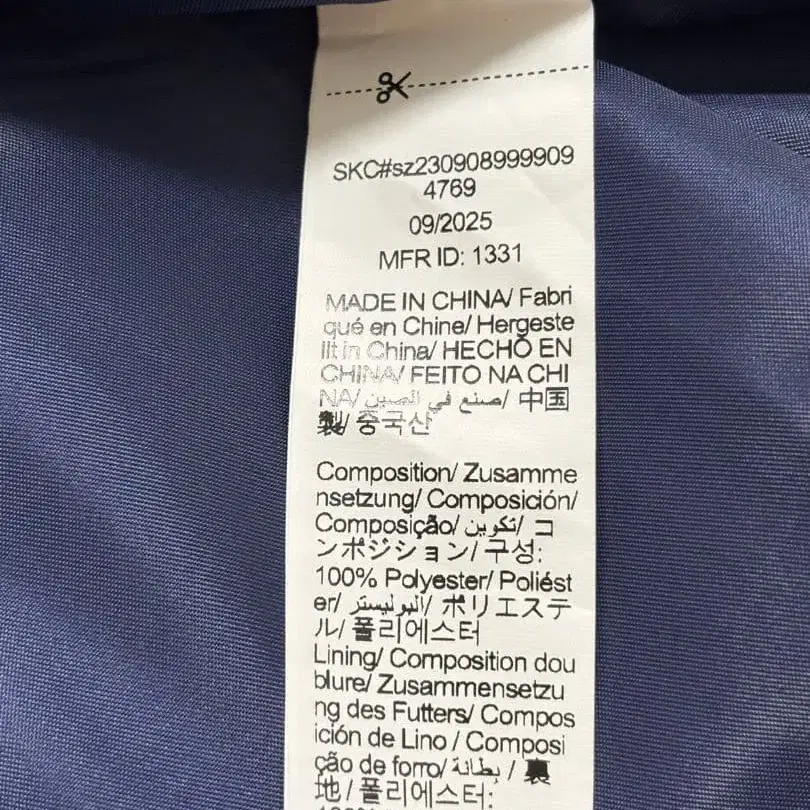 SKC#sz230908999909
4769
09/2025
MFR ID: 1331
MADE IN CHINA/ Fabri
qué en Chine/ Hergeste
llt in China/ HECHO EN
CHINA/ FEITO NA CHI
NA/ صنع في الصين/ 中国
製/ 중국산
Composition/ Zusamme
nsetzung/ Composición/
Composição/ تكوين/ コ
ンポジション/ 구성:
100% Polyester/ Poliést
er/ البوليستر/ ポリエステ
ル/ 폴리에스터
Lining/ Composition dou
blure/ Zusammensetzu
ng des Futters/ Compos
ición de Lino / Composi
ção de forro/ بطانة/ 裏
地/ 폴리에스터: